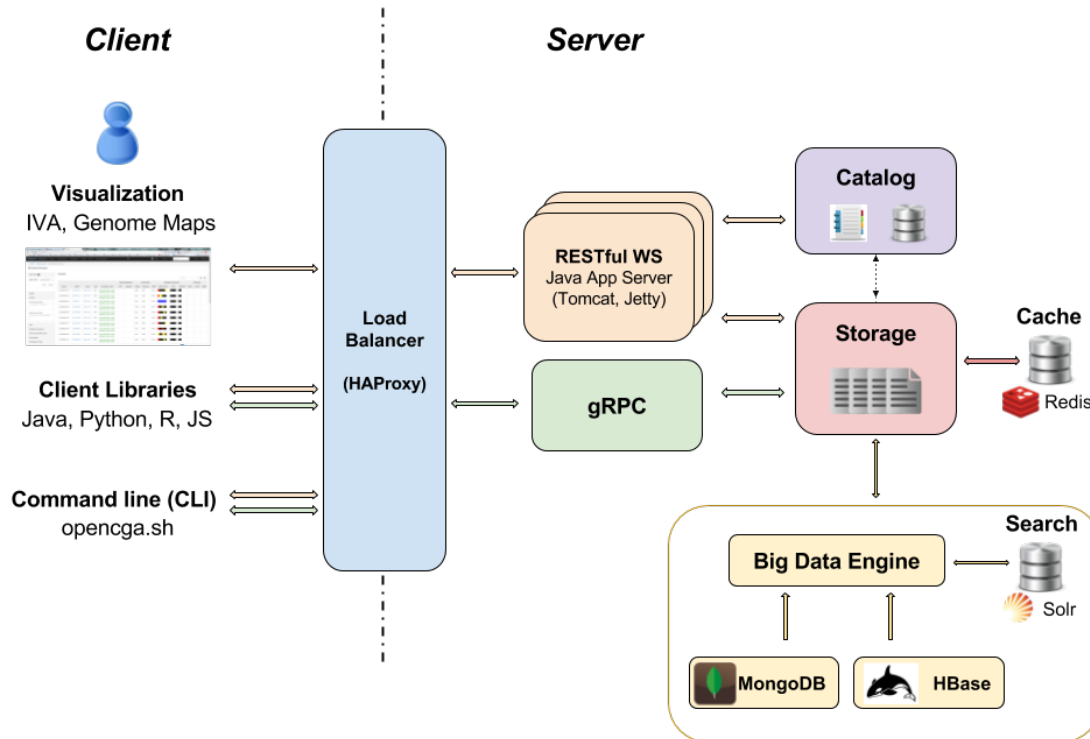 Client
Server
Visualization
IVA, Genome Maps
Client Libraries
Java, Python, R, JS
Command line (CLI)
opencga.sh
Load
Balancer
(HAProxy)
RESTful WS
Java App Server
(Tomcat, Jetty)
gRPC
Catalog
Storage
Cache
Redis
Big Data Engine
Search
Solr
MongoDB
HBase